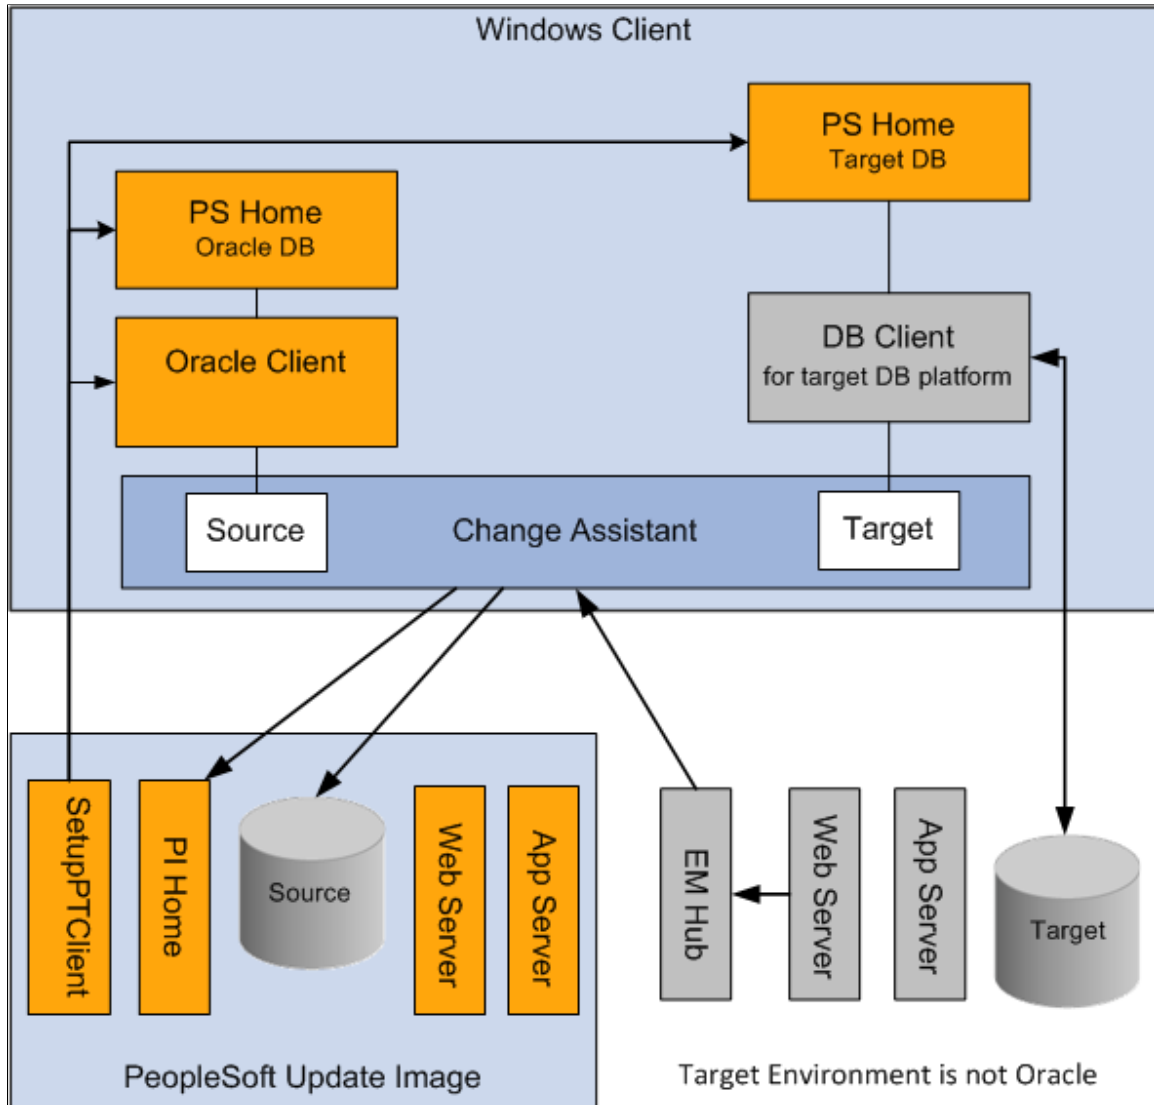 Windows Client
PS Home
Target DB
PS Home
Oracle DB
DB Client
for target DB platform
Oracle Client
Source
Change Assistant
Target
SetupPTClient
PI Home
Source
Web Server
App Server
EM Hub
Web Server
App Server
Target
PeopleSoft Update Image
Target Environment is not Oracle